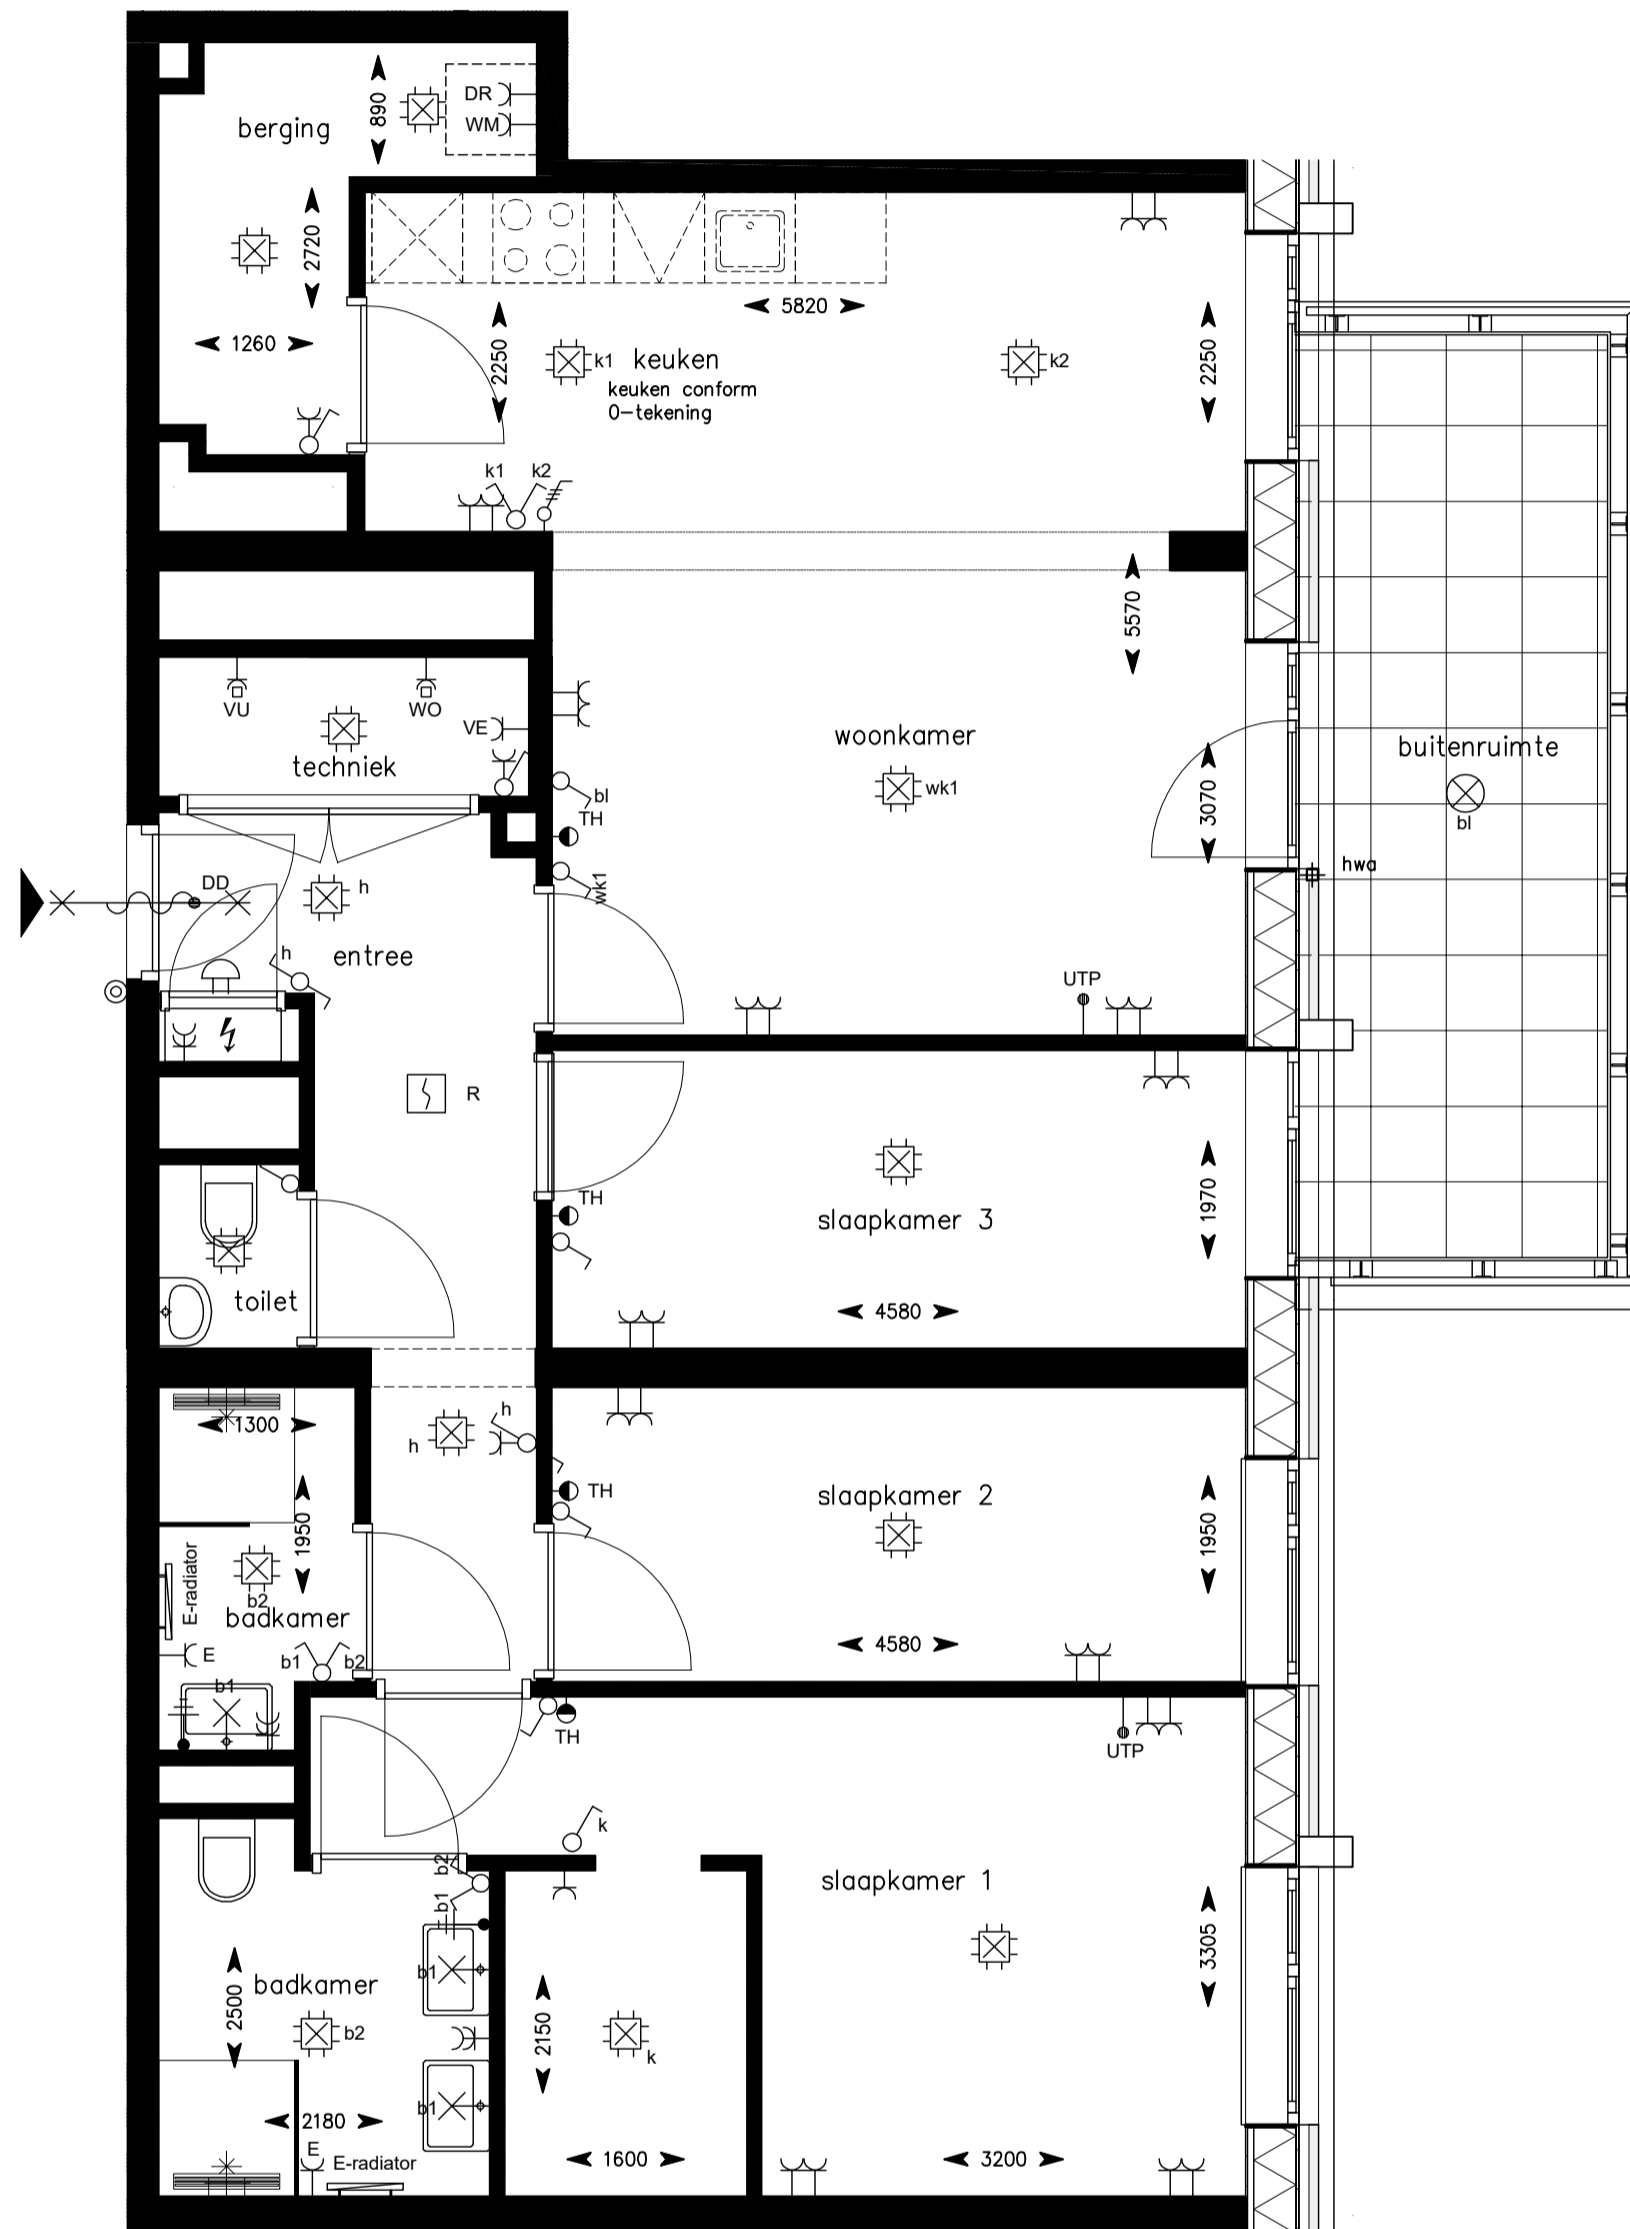 DR
890
WM
berging
2720
1260
5820
2250
k1
keuken
k2
2250
keuken conform
0-tekening
k1
k2
5570
VU
WO
VE
techniek
woonkamer
buitenruimte
wk1
bl
bl
TH
3070
hwa
DD
h
wk1
h
entree
UTP
R
1970
TH
slaapkamer 3
toilet
4580
1300
h
h
TH
slaapkamer 2
1950
1950
E-radiator
b2
badkamer
b1
b2
E
4580
b1
TH
UTP
k
b2
slaapkamer 1
b1
3305
b1
badkamer
2500
b2
2150
k
b1
2180
E
E-radiator
1600
3200